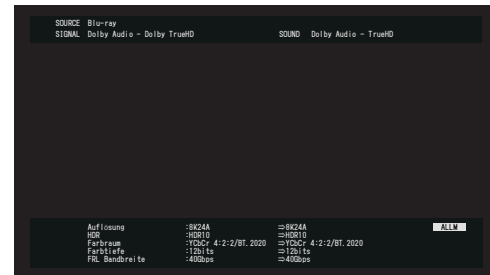 SOURCE Blu-ray
SIGNAL Dolby Audio - Dolby TrueHD SOUND Dolby Audio - TrueHD
Auflosung :8K24A ⇒8K24A ALLM
HDR :HDR10 ⇒HDR10
Farbraum :YCbCr 4:2:2/BT.2020 ⇒YCbCr 4:2:2/BT.2020
Farbtiefe :12bits ⇒12bits
FRL Bandbreite :40Gbps ⇒40Gbps